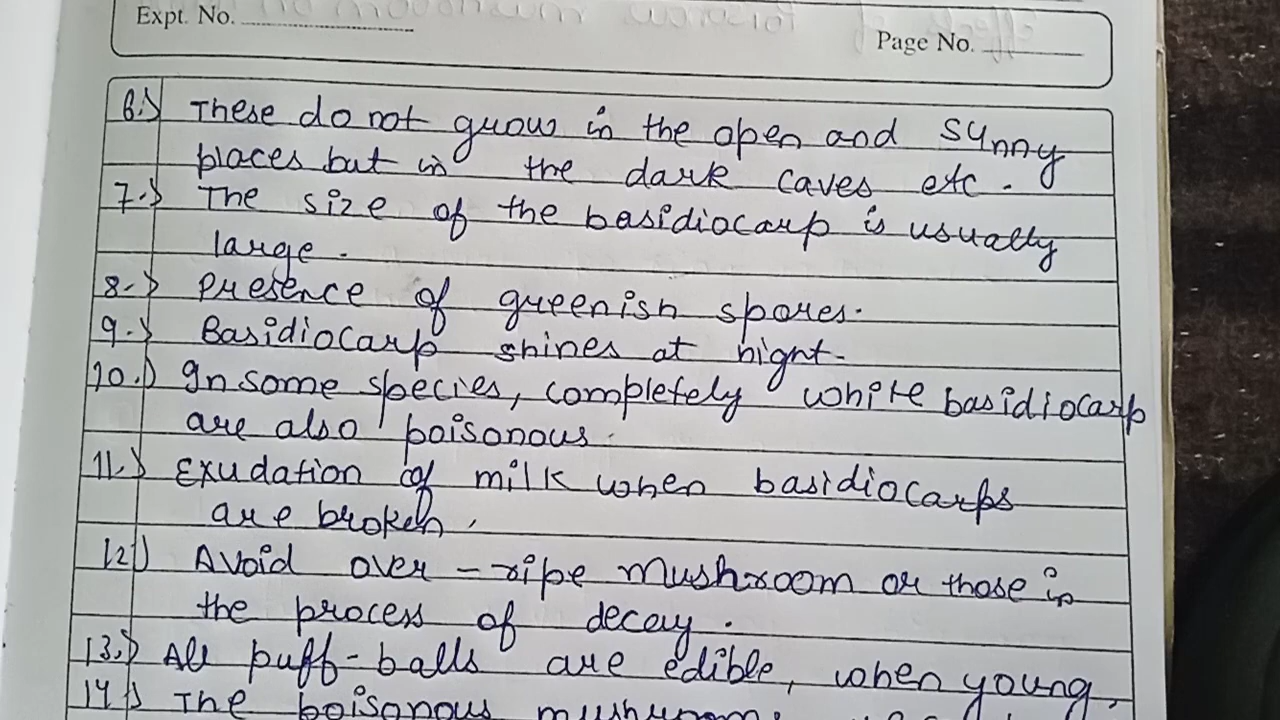 Expt. No.
Page No.
6.) These do not grow in the open and sunny
places but in the dark caves etc.
7.) The size of the basidiocarp is usually
large.
8.) Presence of greenish spores.
9.) Basidiocarp shines at night.
10.) In some species, completely white basidiocarp
are also poisonous.
11.) Exudation of milk when basidiocarps
are broken.
12.) Avoid over-ripe mushroom or those in
the process of decay.
13.) All puff-balls are edible, when young.
14.) The poisonous